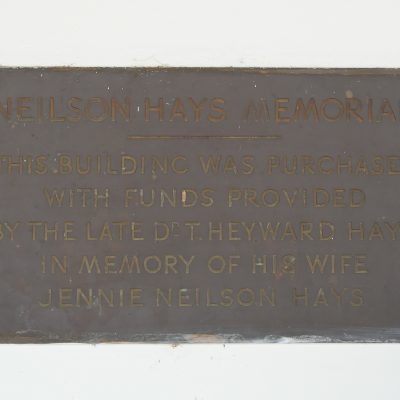 NEILSON HAYS MEMORIA
THIS BUILDING WAS PURCHASE
WITH FUNDS PROVIDED
BY THE LATE DR T. HEYWARD HAY
IN MEMORY OF HIS WIFE
JENNIE NEILSON HAYS